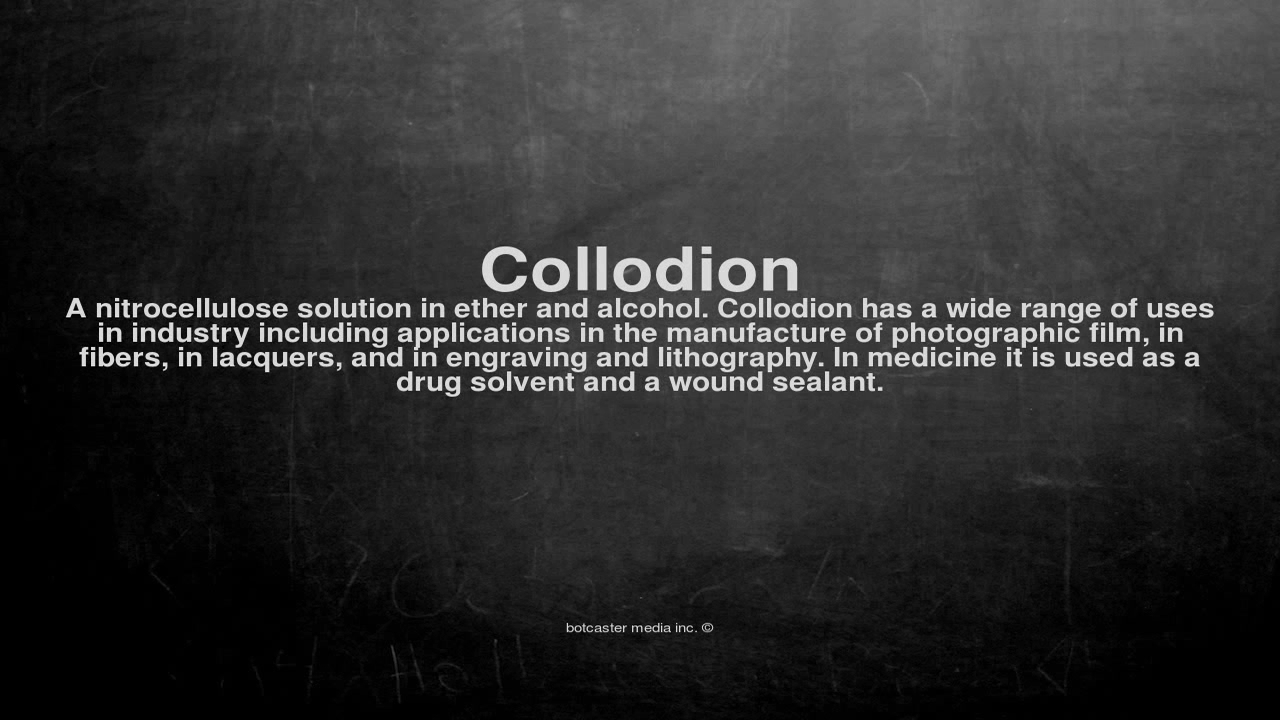 Collodion
A nitrocellulose solution in ether and alcohol. Collodion has a wide range of uses
in industry including applications in the manufacture of photographic film, in
fibers, in lacquers, and in engraving and lithography. In medicine it is used as a
drug solvent and a wound sealant.
botcaster media inc. ©